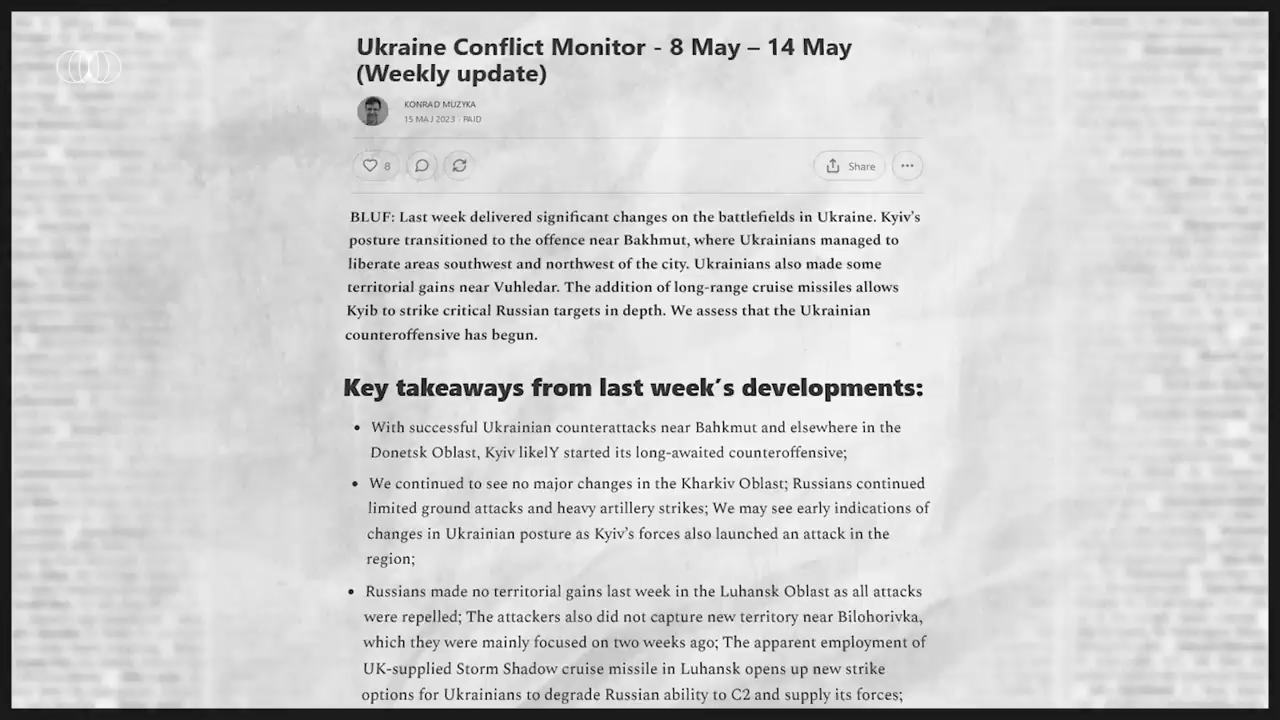 Ukraine Conflict Monitor - 8 May – 14 May
(Weekly update)
KONRAD MUZYKA
15 MAJ 2023 · PAID
8
Share
BLUF: Last week delivered significant changes on the battlefields in Ukraine. Kyiv’s
posture transitioned to the offence near Bakhmut, where Ukrainians managed to
liberate areas southwest and northwest of the city. Ukrainians also made some
territorial gains near Vuhledar. The addition of long-range cruise missiles allows
Kyib to strike critical Russian targets in depth. We assess that the Ukrainian
counteroffensive has begun.
Key takeaways from last week’s developments:
• With successful Ukrainian counterattacks near Bahkmut and elsewhere in the
Donetsk Oblast, Kyiv likelY started its long-awaited counteroffensive;
• We continued to see no major changes in the Kharkiv Oblast; Russians continued
limited ground attacks and heavy artillery strikes; We may see early indications of
changes in Ukrainian posture as Kyiv’s forces also launched an attack in the
region;
• Russians made no territorial gains last week in the Luhansk Oblast as all attacks
were repelled; The attackers also did not capture new territory near Bilohorivka,
which they were mainly focused on two weeks ago; The apparent employment of
UK-supplied Storm Shadow cruise missile in Luhansk opens up new strike
options for Ukrainians to degrade Russian ability to C2 and supply its forces;